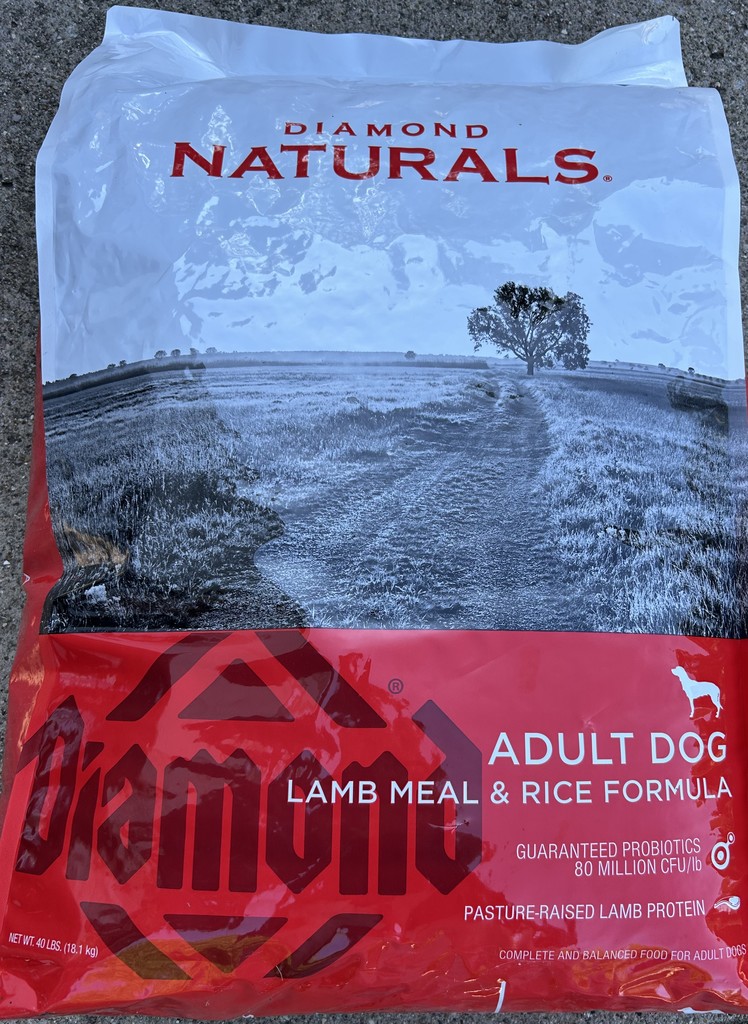 DIAMOND
NATURALS®
®
Diamond
ADULT DOG
LAMB MEAL & RICE FORMULA
GUARANTEED PROBIOTICS
80 MILLION CFU/lb
PASTURE-RAISED LAMB PROTEIN
NET WT. 40 LBS. (18.1 kg)
COMPLETE AND BALANCED FOOD FOR ADULT DOGS